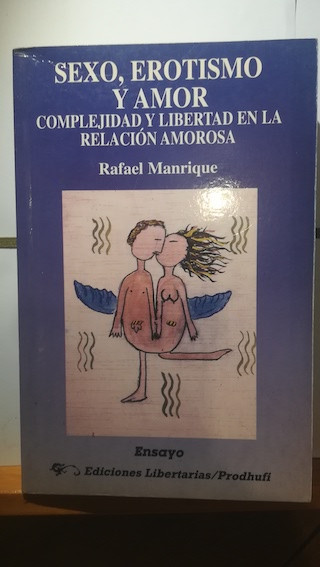 SEXO, EROTISMO
Y AMOR
COMPLEJIDAD Y LIBERTAD EN LA
RELACIÓN AMOROSA
Rafael Manrique
Ensayo
Ediciones Libertarias/Prodhufi